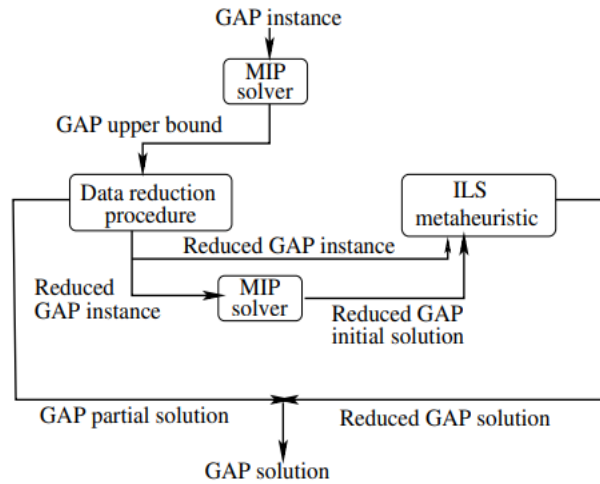 GAP instance
MIP
solver
GAP upper bound
Data reduction
procedure
ILS
metaheuristic
Reduced GAP instance
Reduced
GAP instance
MIP
solver
Reduced GAP
initial solution
GAP partial solution
Reduced GAP solution
GAP solution